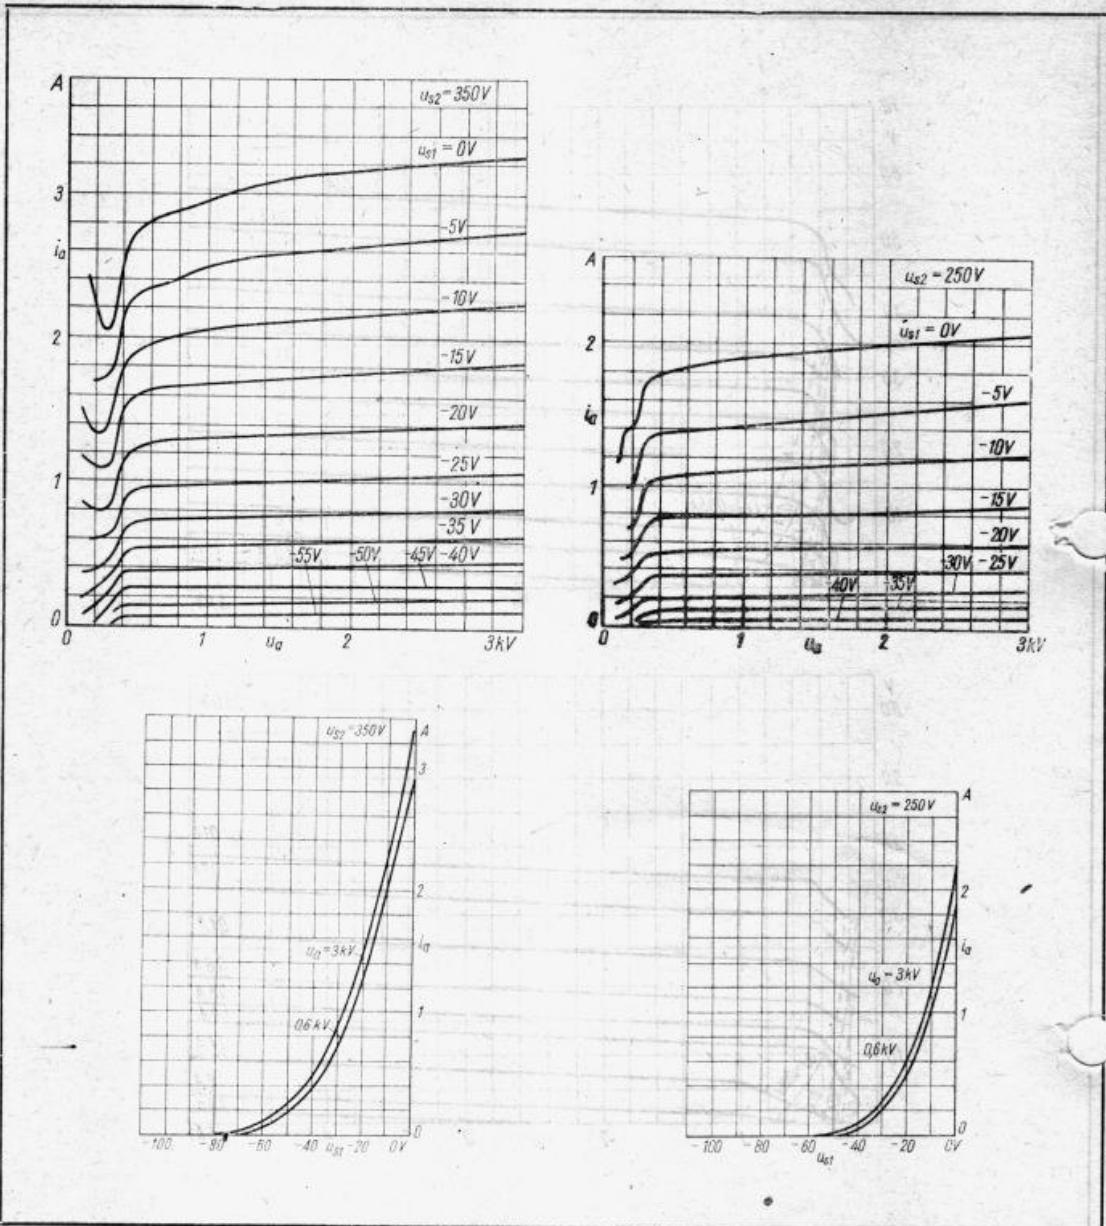 A
u_s2 = 350V
u_s1 = 0V
3
-5V
i_a
-10V
2
-15V
-20V
-25V
1
-30V
-35V
-55V -50V -45V -40V
0
0 1 u_a 2 3kV
A
u_s2 = 250V
u_s1 = 0V
2
-5V
i_a
-10V
1
-15V
-20V
-30V -25V
-40V -35V
0
0 1 u_a 2 3kV
u_s2 = 350V
A
3
2
u_a = 3kV
i_a
0,6kV
1
0
-100 -80 -60 -40 u_s1 -20 0V
A
u_s2 = 250V
2
i_a
u_a = 3kV
1
0,6kV
0
-100 -80 -60 -40 -20 0V
u_s1